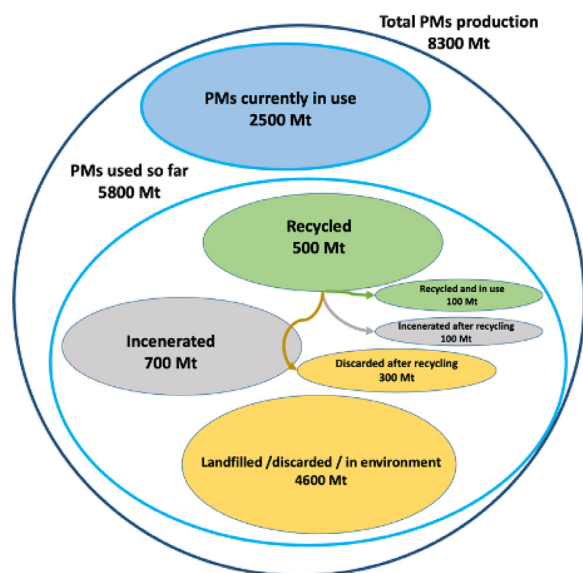 Total PMs production
8300 Mt
PMs currently in use
2500 Mt
PMs used so far
5800 Mt
Recycled
500 Mt
Recycled and in use
100 Mt
Incenerated
700 Mt
Incenerated after recycling
100 Mt
Discarded after recycling
300 Mt
Landfilled /discarded / in environment
4600 Mt